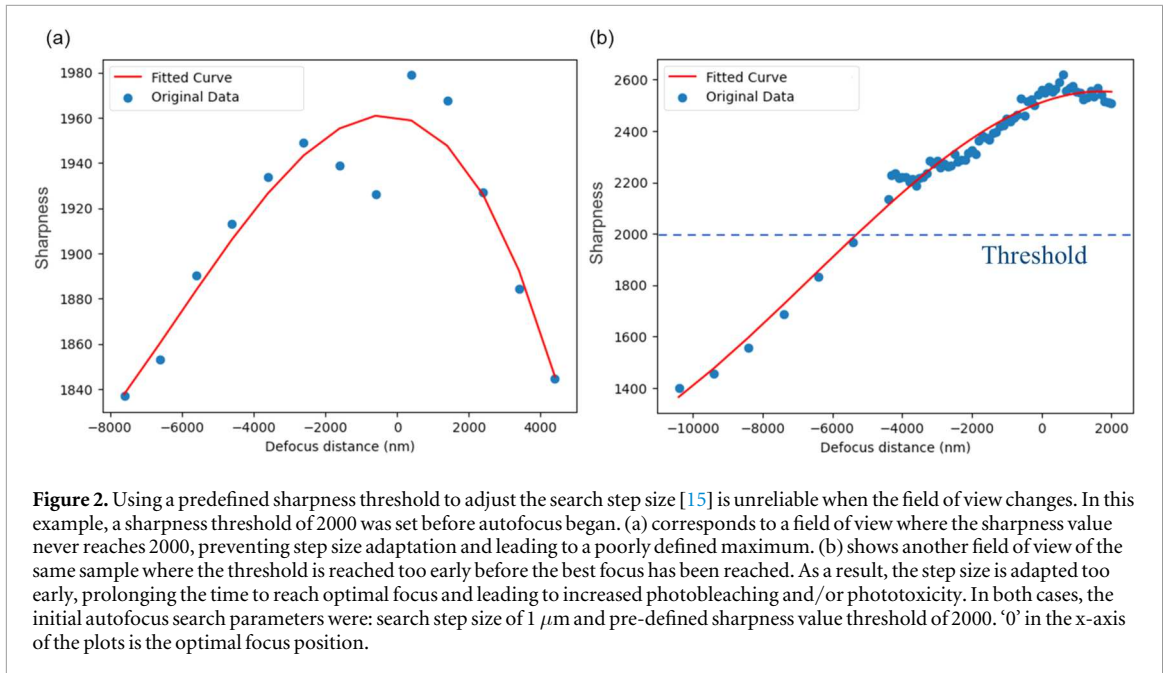 (a)
1980
1960
1940
1920
1900
1880
1860
1840
Sharpness
Fitted Curve
Original Data
−8000 −6000 −4000 −2000 0 2000 4000
Defocus distance (nm)
(b)
2600
2400
2200
2000
1800
1600
1400
Sharpness
Fitted Curve
Original Data
Threshold
−10000 −8000 −6000 −4000 −2000 0 2000
Defocus distance (nm)
Figure 2. Using a predefined sharpness threshold to adjust the search step size [15] is unreliable when the field of view changes. In this
example, a sharpness threshold of 2000 was set before autofocus began. (a) corresponds to a field of view where the sharpness value
never reaches 2000, preventing step size adaptation and leading to a poorly defined maximum. (b) shows another field of view of the
same sample where the threshold is reached too early before the best focus has been reached. As a result, the step size is adapted too
early, prolonging the time to reach optimal focus and leading to increased photobleaching and/or phototoxicity. In both cases, the
initial autofocus search parameters were: search step size of 1 μm and pre-defined sharpness value threshold of 2000. ‘0’ in the x-axis
of the plots is the optimal focus position.